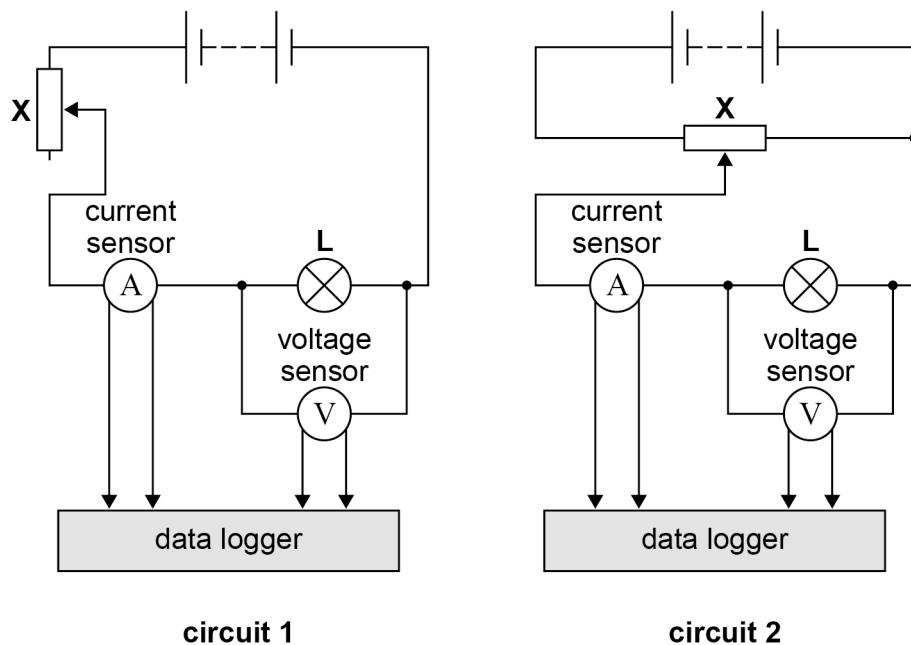 X
current
sensor
A
L
voltage
sensor
V
data logger
circuit 1
X
current
sensor
A
L
voltage
sensor
V
data logger
circuit 2